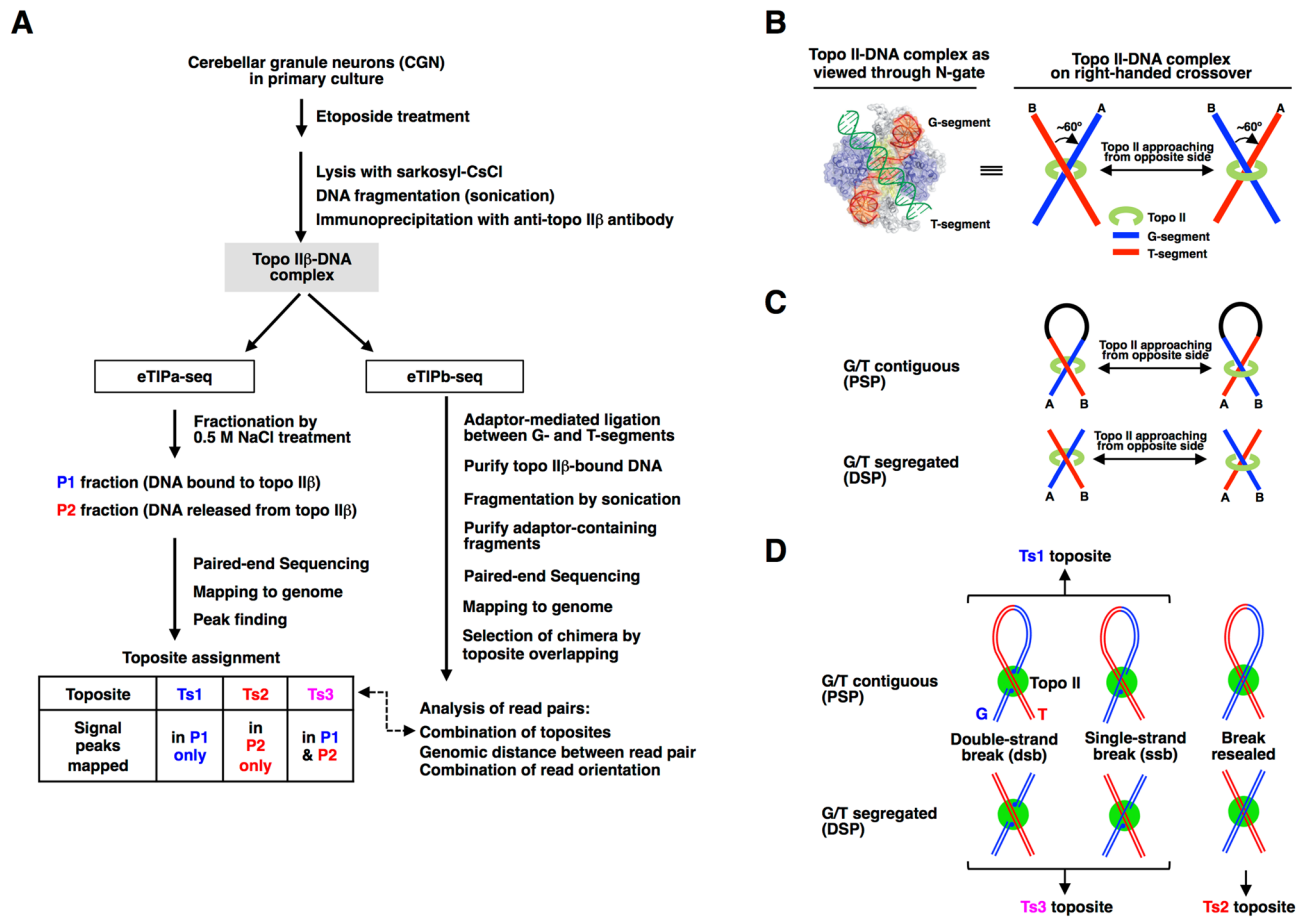 A
Cerebellar granule neurons (CGN)
in primary culture
Etoposide treatment
Lysis with sarkosyl-CsCl
DNA fragmentation (sonication)
Immunoprecipitation with anti-topo IIβ antibody
Topo IIβ-DNA
complex
eTIPa-seq
eTIPb-seq
Fractionation by
0.5 M NaCl treatment
P1 fraction (DNA bound to topo IIβ)
P2 fraction (DNA released from topo IIβ)
Paired-end Sequencing
Mapping to genome
Peak finding
Adaptor-mediated ligation
between G- and T-segments
Purify topo IIβ-bound DNA
Fragmentation by sonication
Purify adaptor-containing
fragments
Paired-end Sequencing
Mapping to genome
Selection of chimera by
toposite overlapping
Toposite assignment
Toposite Ts1 Ts2 Ts3
Signal
peaks
mapped
in P1
only
in
P2
only
in P1
& P2
Analysis of read pairs:
Combination of toposites
Genomic distance between read pair
Combination of read orientation
B
Topo II-DNA complex as
viewed through N-gate
Topo II-DNA complex
on right-handed crossover
G-segment
T-segment
B A
~60º
Topo II approaching
from opposite side
B A
~60º
Topo II
G-segment
T-segment
C
G/T contiguous
(PSP)
Topo II approaching
from opposite side
A B
A B
G/T segregated
(DSP)
Topo II approaching
from opposite side
A B
A B
D
Ts1 toposite
G/T contiguous
(PSP)
Topo II
G T
Double-strand
break (dsb)
Single-strand
break (ssb)
Break
resealed
G/T segregated
(DSP)
Ts3 toposite
Ts2 toposite